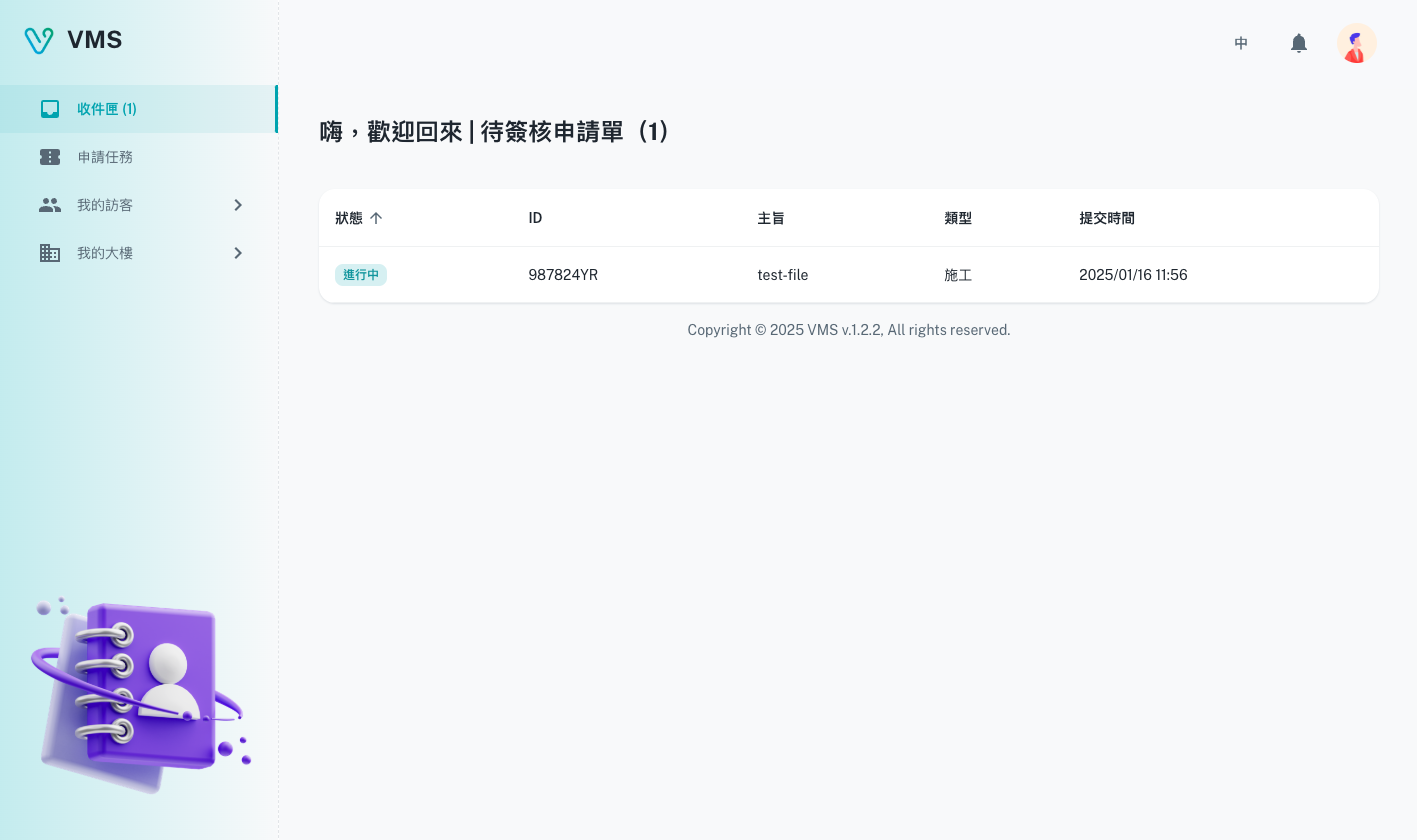 VMS
中
收件匣 (1)
申請任務
我的訪客
我的大樓
嗨，歡迎回來 | 待簽核申請單（1）
狀態 ID 主旨 類型 提交時間
進行中 987824YR test-file 施工 2025/01/16 11:56
Copyright © 2025 VMS v.1.2.2, All rights reserved.